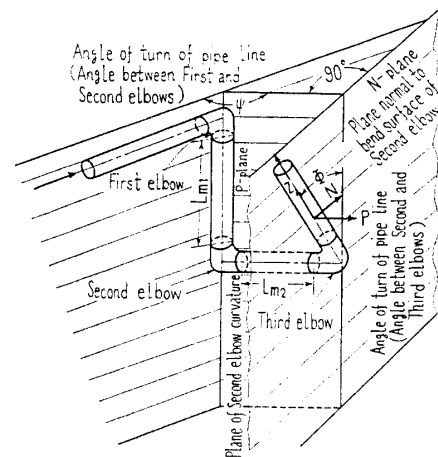 Angle of turn of pipe line
(Angle between First and
Second elbows)
ψ
90°
N-plane
Plane normal to
bend surface of
Second elbow
First elbow
Lm1
P-plane
Z
Φ
N
P
Second elbow
Lm2
Third elbow
Plane of Second elbow curvature
Angle of turn of pipe line
(Angle between Second and
Third elbows)